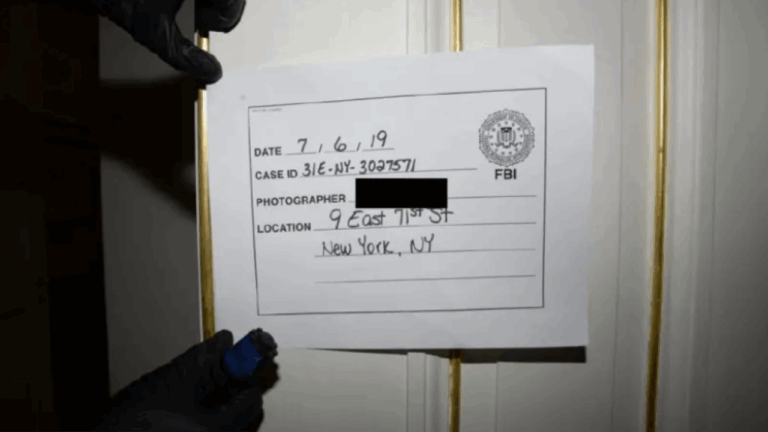 DATE 7, 6, 19
CASE ID 31E-NY-3027571
PHOTOGRAPHER
LOCATION 9 East 71st St
New York, NY
FBI